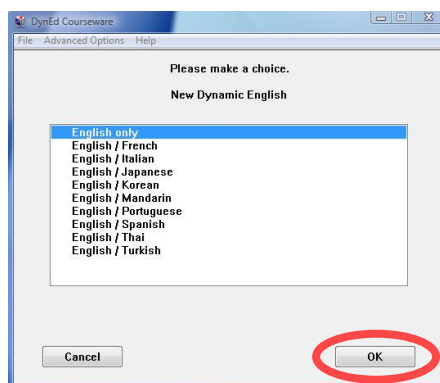 DynEd Courseware
File Advanced Options Help
Please make a choice.
New Dynamic English
English only
English / French
English / Italian
English / Japanese
English / Korean
English / Mandarin
English / Portuguese
English / Spanish
English / Thai
English / Turkish
Cancel OK